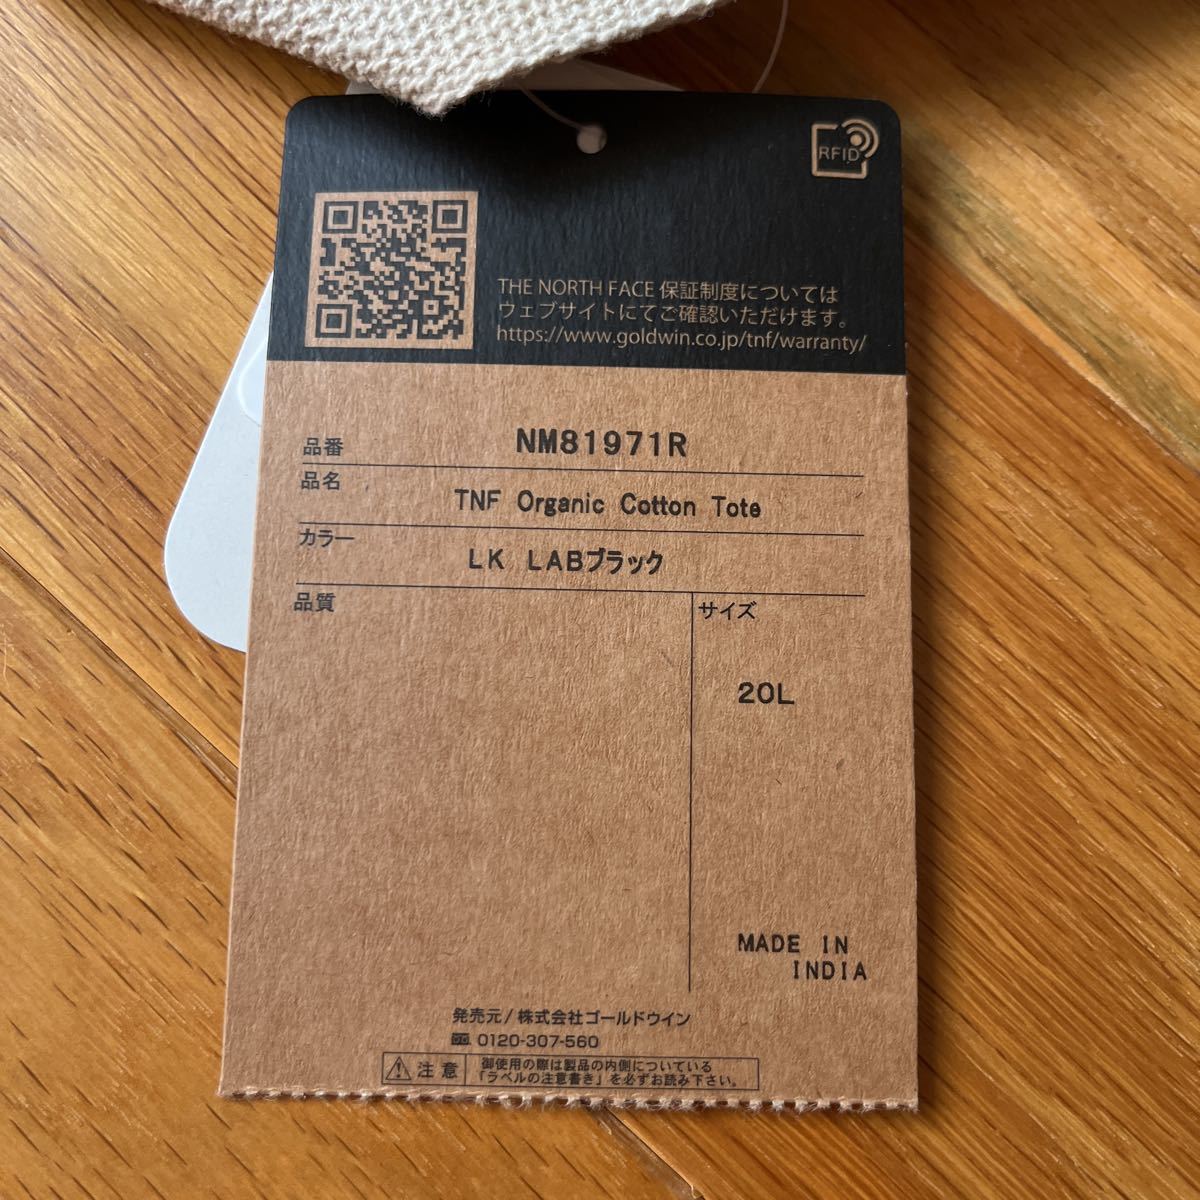 RFID
THE NORTH FACE 保証制度については
ウェブサイトにてご確認いただけます。
https://www.goldwin.co.jp/tnf/warranty/
品番 NM81971R
品名 TNF Organic Cotton Tote
カラー LK LABブラック
品質
サイズ
20L
MADE IN
INDIA
発売元/株式会社ゴールドウイン
0120-307-560
注意
御使用の際は製品の内側についている
「ラベルの注意書き」を必ずお読み下さい。